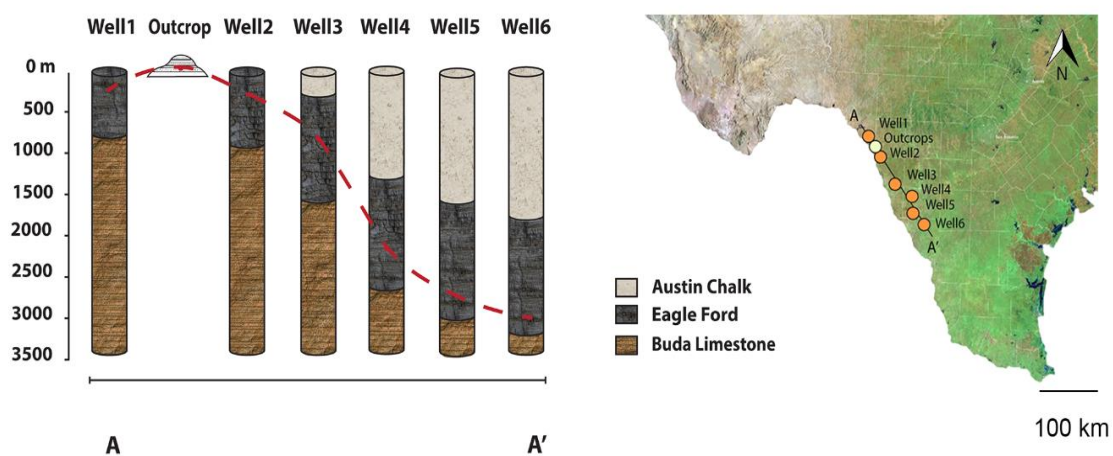 Well1 Outcrop Well2 Well3 Well4 Well5 Well6
0 m
500
1000
1500
2000
2500
3000
3500
A
A'
Austin Chalk
Eagle Ford
Buda Limestone
N
A
Well1
Outcrops
Well2
Well3
Well4
Well5
Well6
A'
100 km